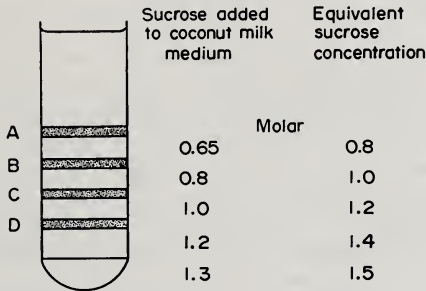 Sucrose added to coconut milk medium
Equivalent sucrose concentration
Molar
A
0.65 0.8
B
0.8 1.0
C
1.0 1.2
D
1.2 1.4
1.3 1.5